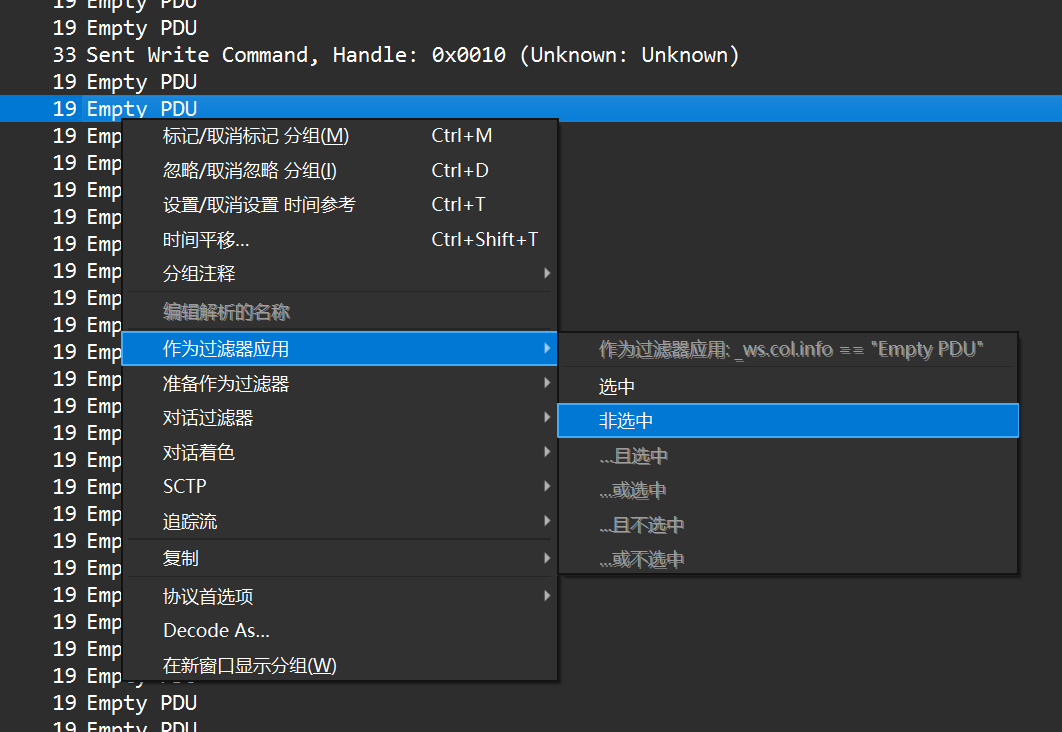 19 Empty PDU
19 Empty PDU
33 Sent Write Command, Handle: 0x0010 (Unknown: Unknown)
19 Empty PDU
19 Empty PDU
19 Emp
标记/取消标记 分组(M) Ctrl+M
19 Emp
忽略/取消忽略 分组(I) Ctrl+D
19 Emp
设置/取消设置 时间参考 Ctrl+T
19 Emp
19 Emp
时间平移... Ctrl+Shift+T
19 Emp
分组注释
19 Emp
编辑解析的名称
19 Emp
19 Emp
作为过滤器应用
作为过滤器应用: _ws.col.info == "Empty PDU"
19 Emp
准备作为过滤器
选中
19 Emp
对话过滤器
非选中
19 Emp
对话着色
...且选中
19 Emp
19 Emp
SCTP
...或选中
19 Emp
追踪流
...且不选中
19 Emp
复制
...或不选中
19 Emp
19 Emp
协议首选项
19 Emp
Decode As...
19 Emp
在新窗口显示分组(W)
19 Emp
19 Empty PDU
19 Empty PDU